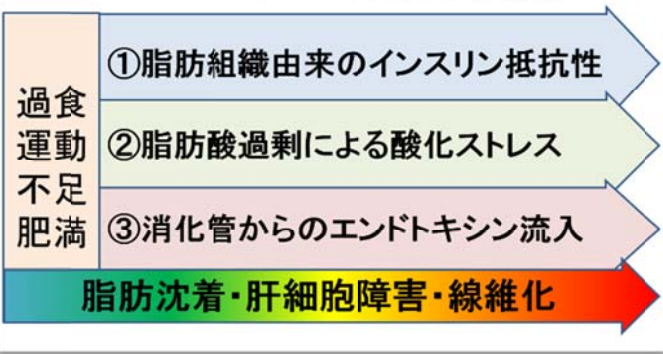 過食
運動
不足
肥満
①脂肪組織由来のインスリン抵抗性
②脂肪酸過剰による酸化ストレス
③消化管からのエンドトキシン流入
脂肪沈着・肝細胞障害・線維化